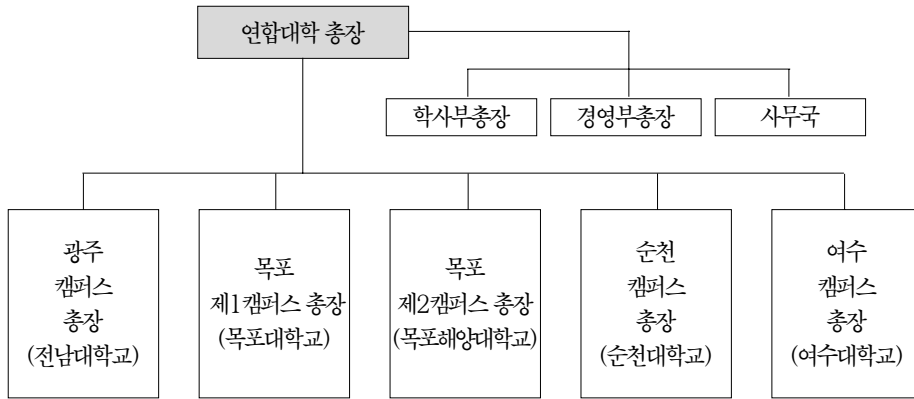 연합대학 총장
학사부총장
경영부총장
사무국
광주
캠퍼스
총장
(전남대학교)
목포
제1캠퍼스 총장
(목포대학교)
목포
제2캠퍼스 총장
(목포해양대학교)
순천
캠퍼스
총장
(순천대학교)
여수
캠퍼스
총장
(여수대학교)